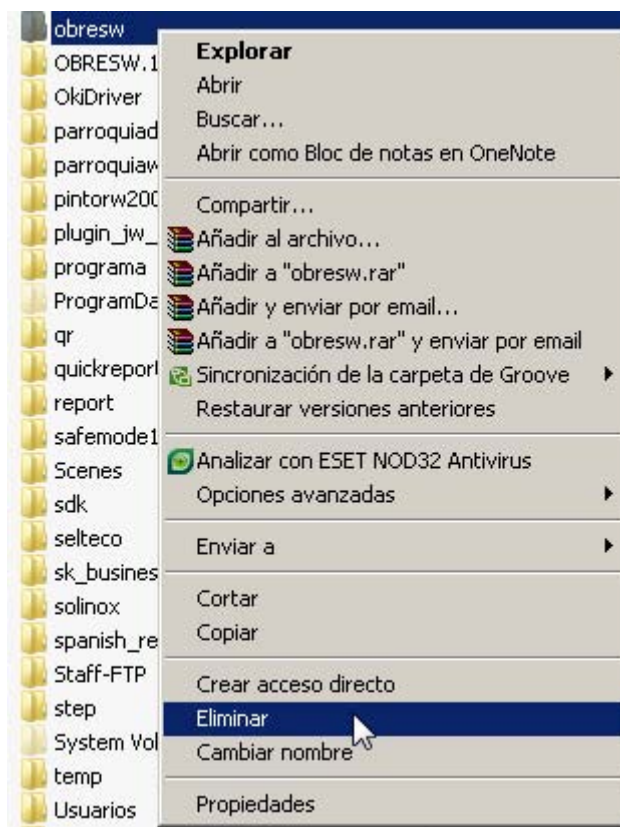 obresw
OBRESW.1
OkiDriver
parroquiad
parroquiaw
pintorw200
plugin_jw_
programa
ProgramDa
qr
quickreport
report
safemode1
Scenes
sdk
selteco
sk_busines
solinox
spanish_re
Staff-FTP
step
System Vol
temp
Usuarios
Explorar
Abrir
Buscar...
Abrir como Bloc de notas en OneNote
Compartir...
Añadir al archivo...
Añadir a "obresw.rar"
Añadir y enviar por email...
Añadir a "obresw.rar" y enviar por email
Sincronización de la carpeta de Groove
Restaurar versiones anteriores
Analizar con ESET NOD32 Antivirus
Opciones avanzadas
Enviar a
Cortar
Copiar
Crear acceso directo
Eliminar
Cambiar nombre
Propiedades